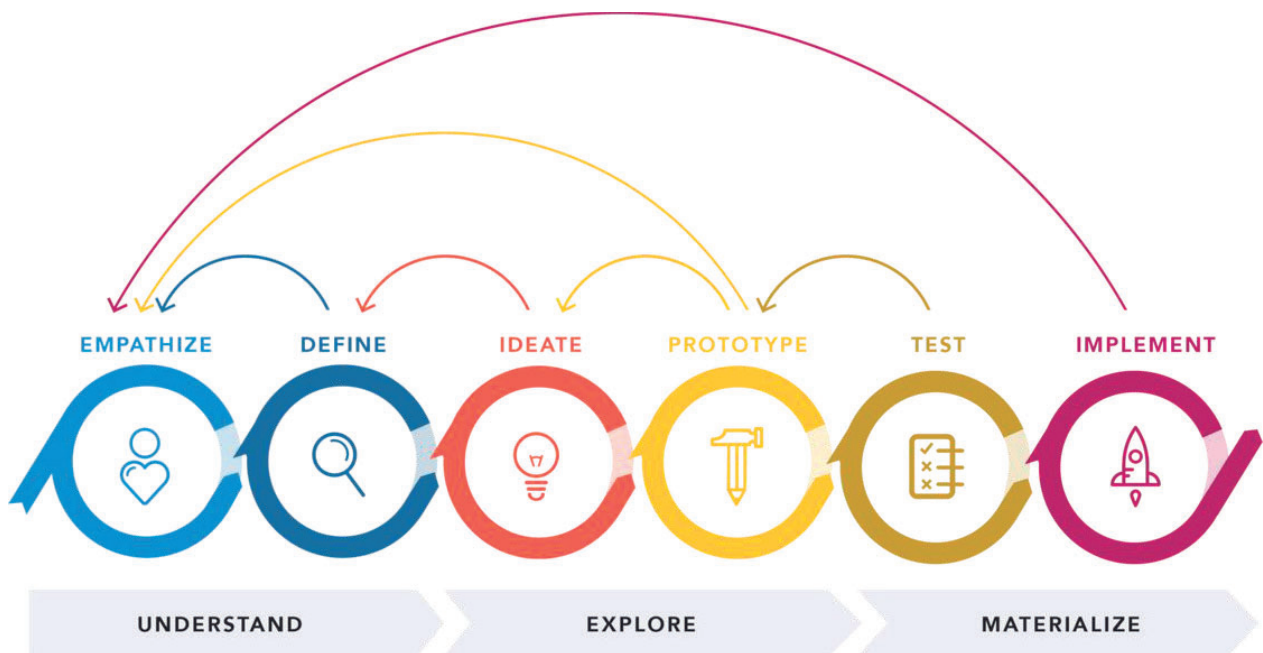 EMPATHIZE
DEFINE
IDEATE
PROTOTYPE
TEST
IMPLEMENT
UNDERSTAND
EXPLORE
MATERIALIZE